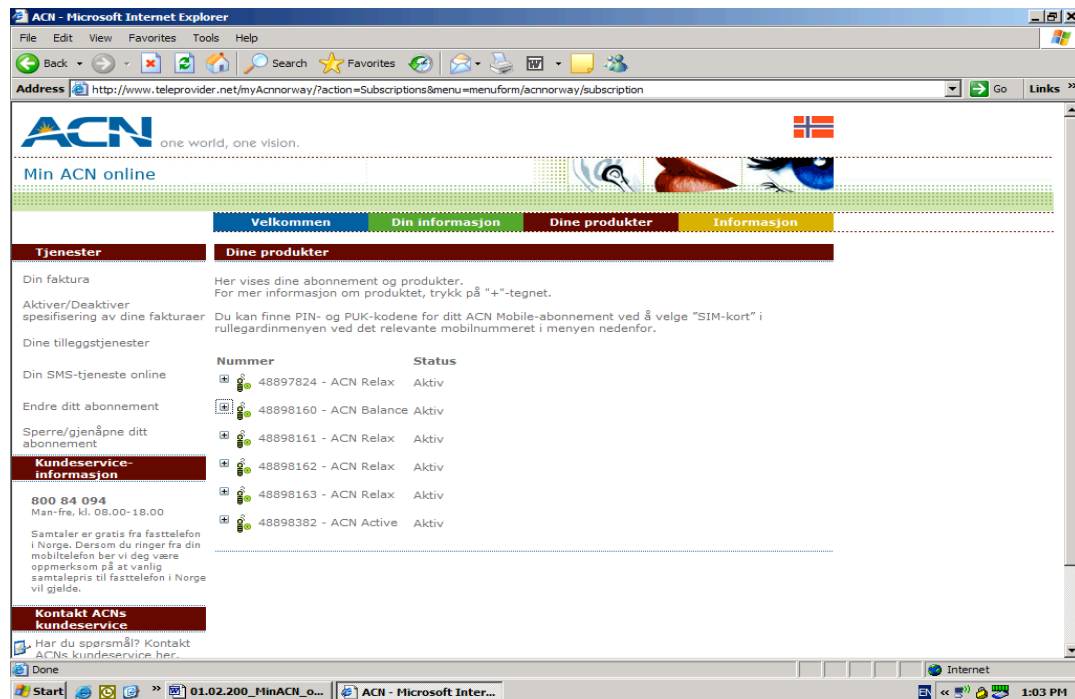 ACN - Microsoft Internet Explorer
File Edit View Favorites Tools Help
Back Search Favorites
Address http://www.teleprovider.net/myAcnnorway/?action=Subscriptions&menu=menuform/acnnorway/subscription Go Links »
ACN one world, one vision.
Min ACN online
Velkommen Din informasjon Dine produkter Informasjon
Tjenester
Din faktura
Aktiver/Deaktiver
spesifisering av dine fakturaer
Dine tilleggstjenester
Din SMS-tjeneste online
Endre ditt abonnement
Sperre/gjenåpne ditt
abonnement
Kundeservice-
informasjon
800 84 094
Man-fre, kl. 08.00-18.00
Samtaler er gratis fra fasttelefon
i Norge. Dersom du ringer fra din
mobiltelefon ber vi deg være
oppmerksom på at vanlig
samtalepris til fasttelefon i Norge
vil gjelde.
Kontakt ACNs
kundeservice
Har du spørsmål? Kontakt
ACNs kundeservice her.
Dine produkter
Her vises dine abonnement og produkter.
For mer informasjon om produktet, trykk på "+"-tegnet.
Du kan finne PIN- og PUK-kodene for ditt ACN Mobile-abonnement ved å velge ”SIM-kort” i
rullegardinmenyen ved det relevante mobilnummeret i menyen nedenfor.
Nummer Status
48897824 - ACN Relax Aktiv
48898160 - ACN Balance Aktiv
48898161 - ACN Relax Aktiv
48898162 - ACN Relax Aktiv
48898163 - ACN Relax Aktiv
48898382 - ACN Active Aktiv
Done Internet
Start » 01.02.200_MinACN_o... ACN - Microsoft Inter... EN « 1:03 PM